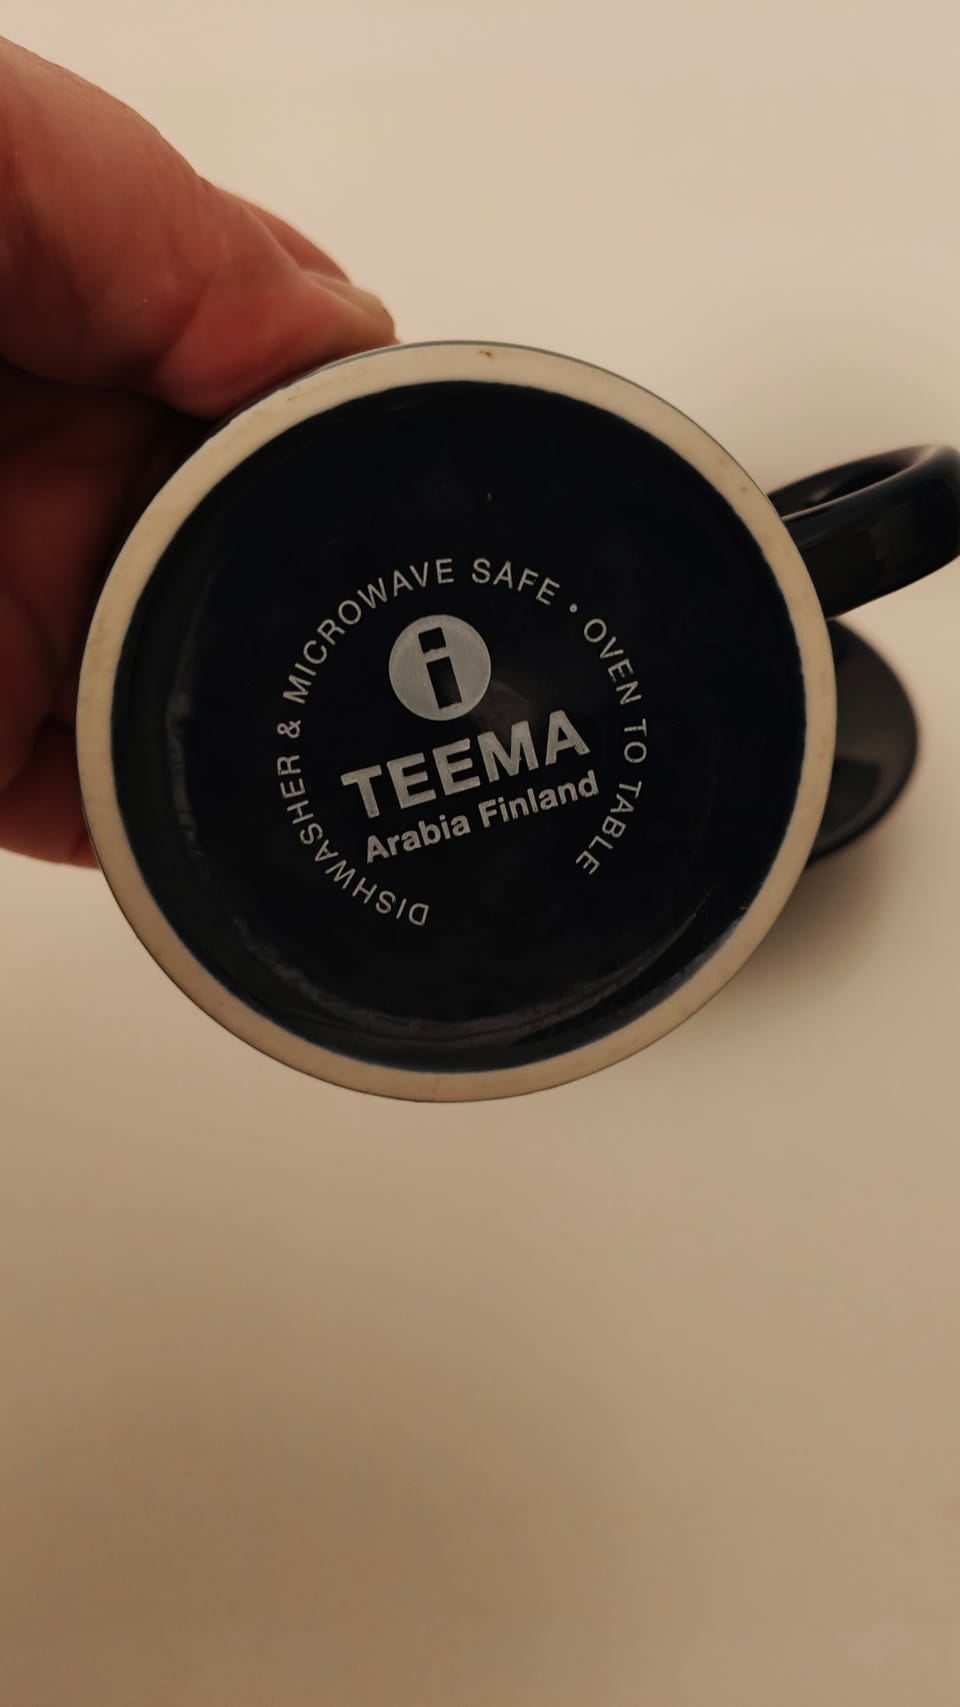 DISHWASHER & MICROWAVE SAFE • OVEN TO TABLE
i
TEEMA
Arabia Finland